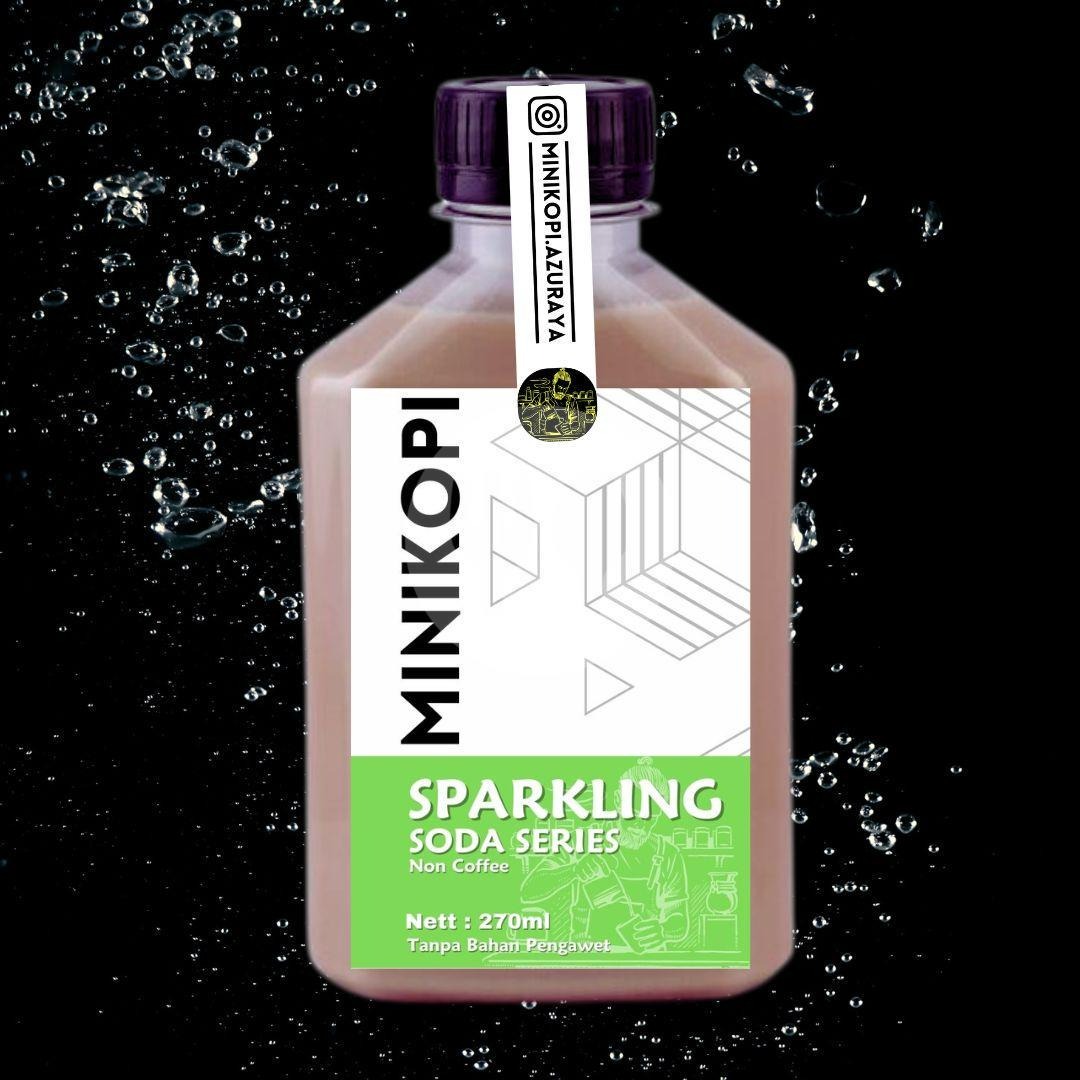 MINIKOPI.AZURAYA
MINIKOPI
SPARKLING
SODA SERIES
Non Coffee
Nett : 270ml
Tanpa Bahan Pengawet